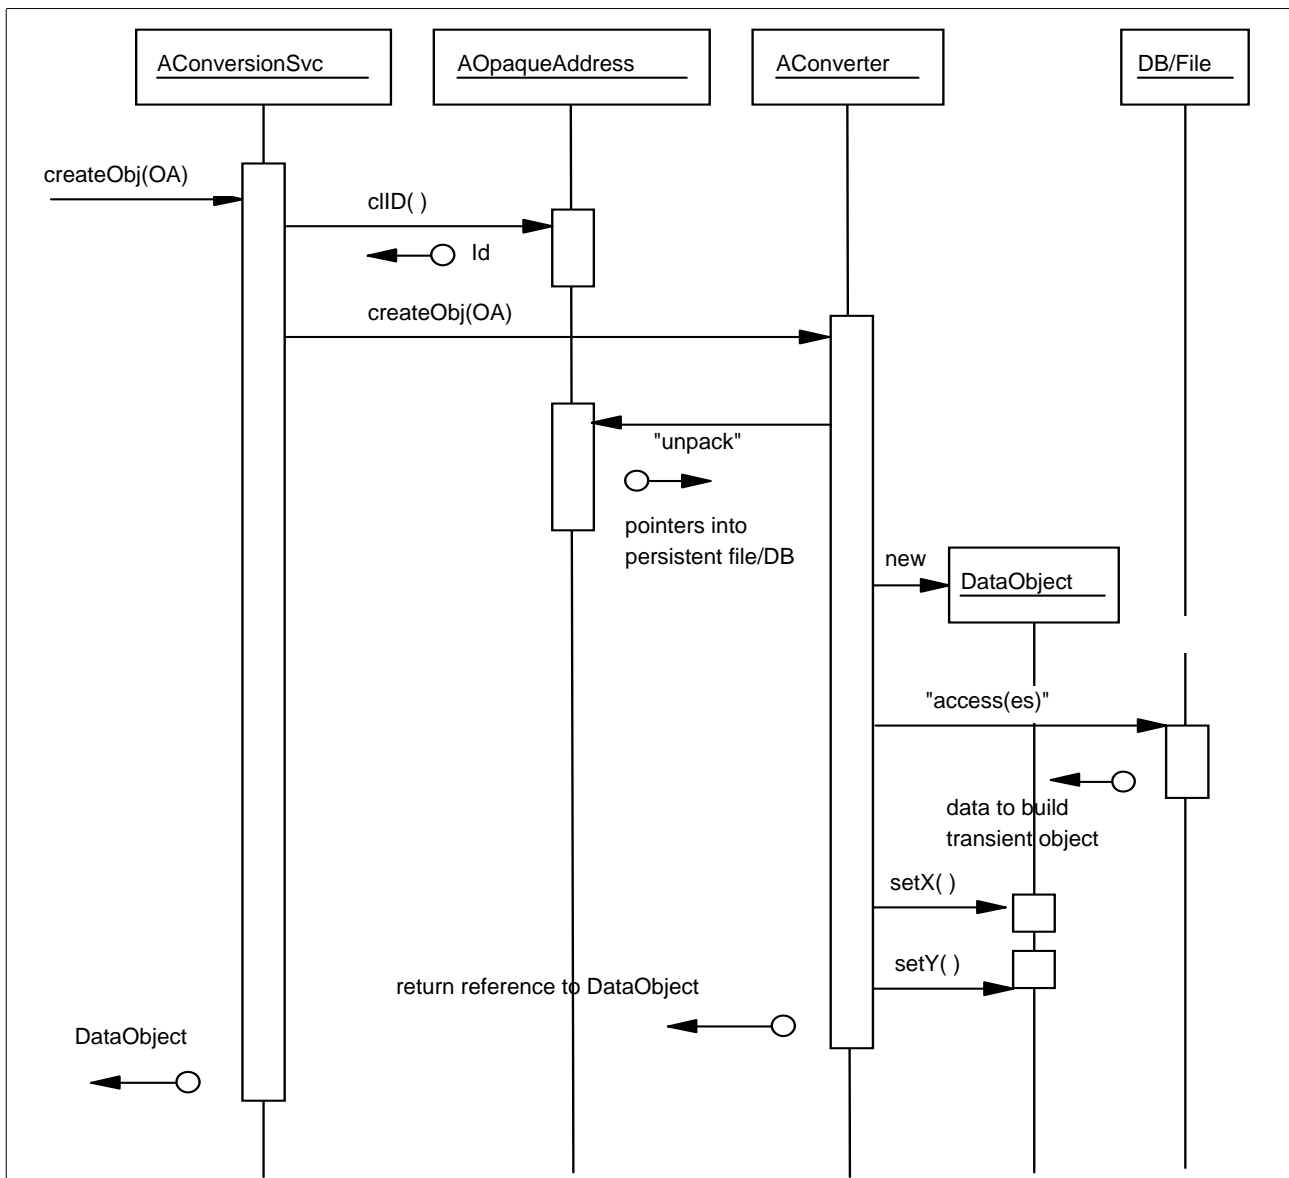 AConversionSvc
AOpaqueAddress
AConverter
DB/File
createObj(OA)
clID( )
Id
createObj(OA)
"unpack"
pointers into
persistent file/DB
new
DataObject
"access(es)"
data to build
transient object
setX( )
setY( )
return reference to DataObject
DataObject